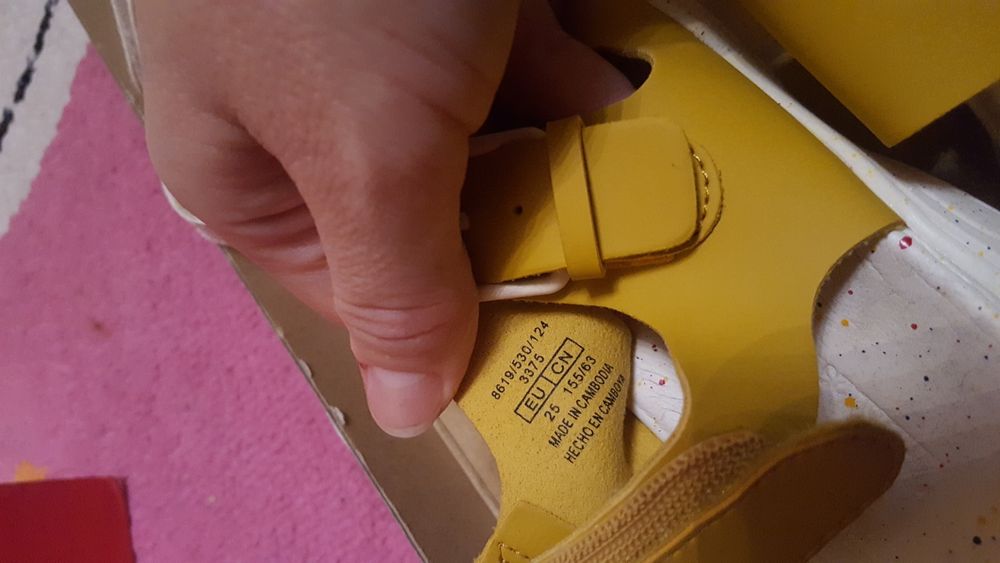 8619/530/124
3375
EU CN
25 155/63
MADE IN CAMBODIA
HECHO EN CAMBOYA